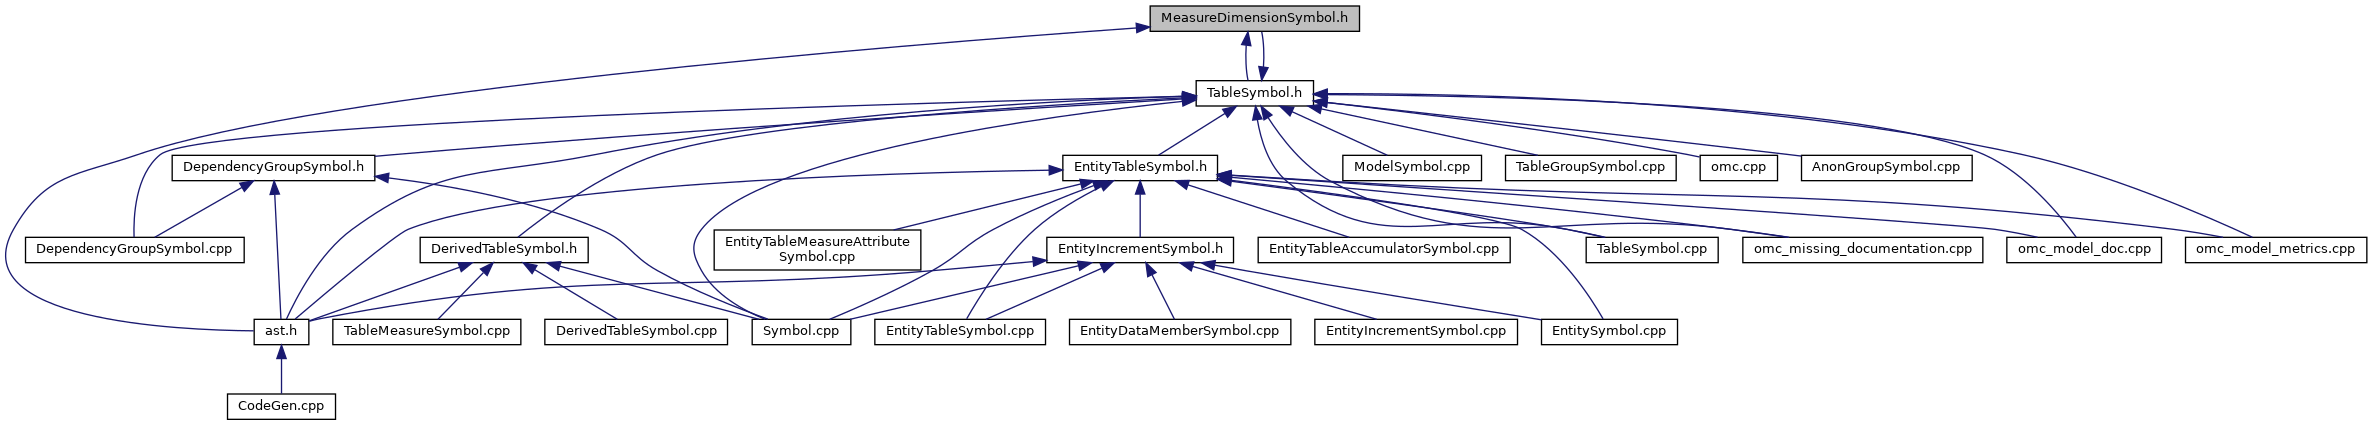 MeasureDimensionSymbol.h
TableSymbol.h
DependencyGroupSymbol.h
EntityTableSymbol.h
ModelSymbol.cpp
TableGroupSymbol.cpp
omc.cpp
AnonGroupSymbol.cpp
DependencyGroupSymbol.cpp
DerivedTableSymbol.h
EntityTableMeasureAttribute
Symbol.cpp
EntityIncrementSymbol.h
EntityTableAccumulatorSymbol.cpp
TableSymbol.cpp
omc_missing_documentation.cpp
omc_model_doc.cpp
omc_model_metrics.cpp
ast.h
TableMeasureSymbol.cpp
DerivedTableSymbol.cpp
Symbol.cpp
EntityTableSymbol.cpp
EntityDataMemberSymbol.cpp
EntityIncrementSymbol.cpp
EntitySymbol.cpp
CodeGen.cpp